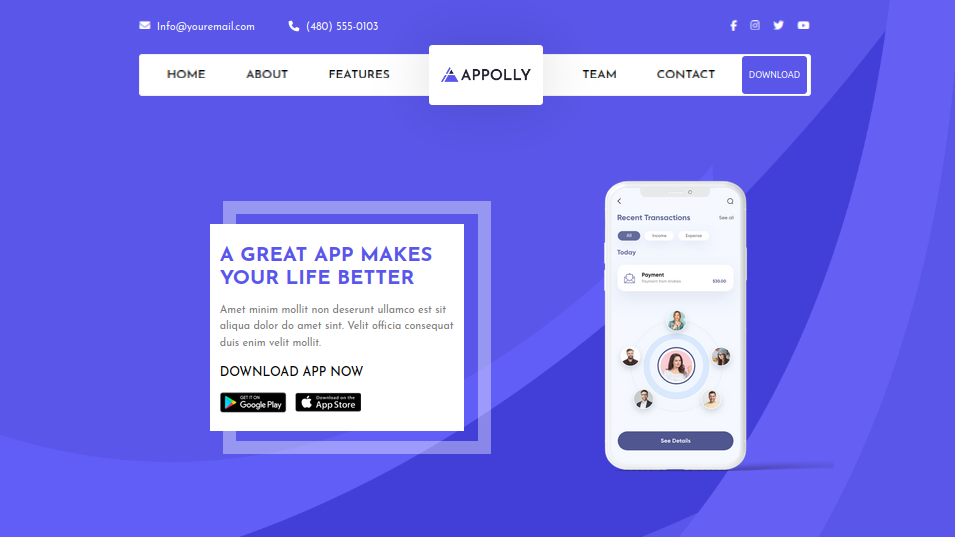 Info@youremail.com
(480) 555-0103
HOME
ABOUT
FEATURES
APPOLLY
TEAM
CONTACT
DOWNLOAD
A GREAT APP MAKES
YOUR LIFE BETTER
Amet minim mollit non deserunt ullamco est sit
aliqua dolor do amet sint. Velit officia consequat
duis enim velit mollit.
DOWNLOAD APP NOW
GET IT ON
Google Play
Download on the
App Store
Recent Transactions
See all
All
Income
Expense
Today
Payment
Payment from Andrea
$30.00
See Details